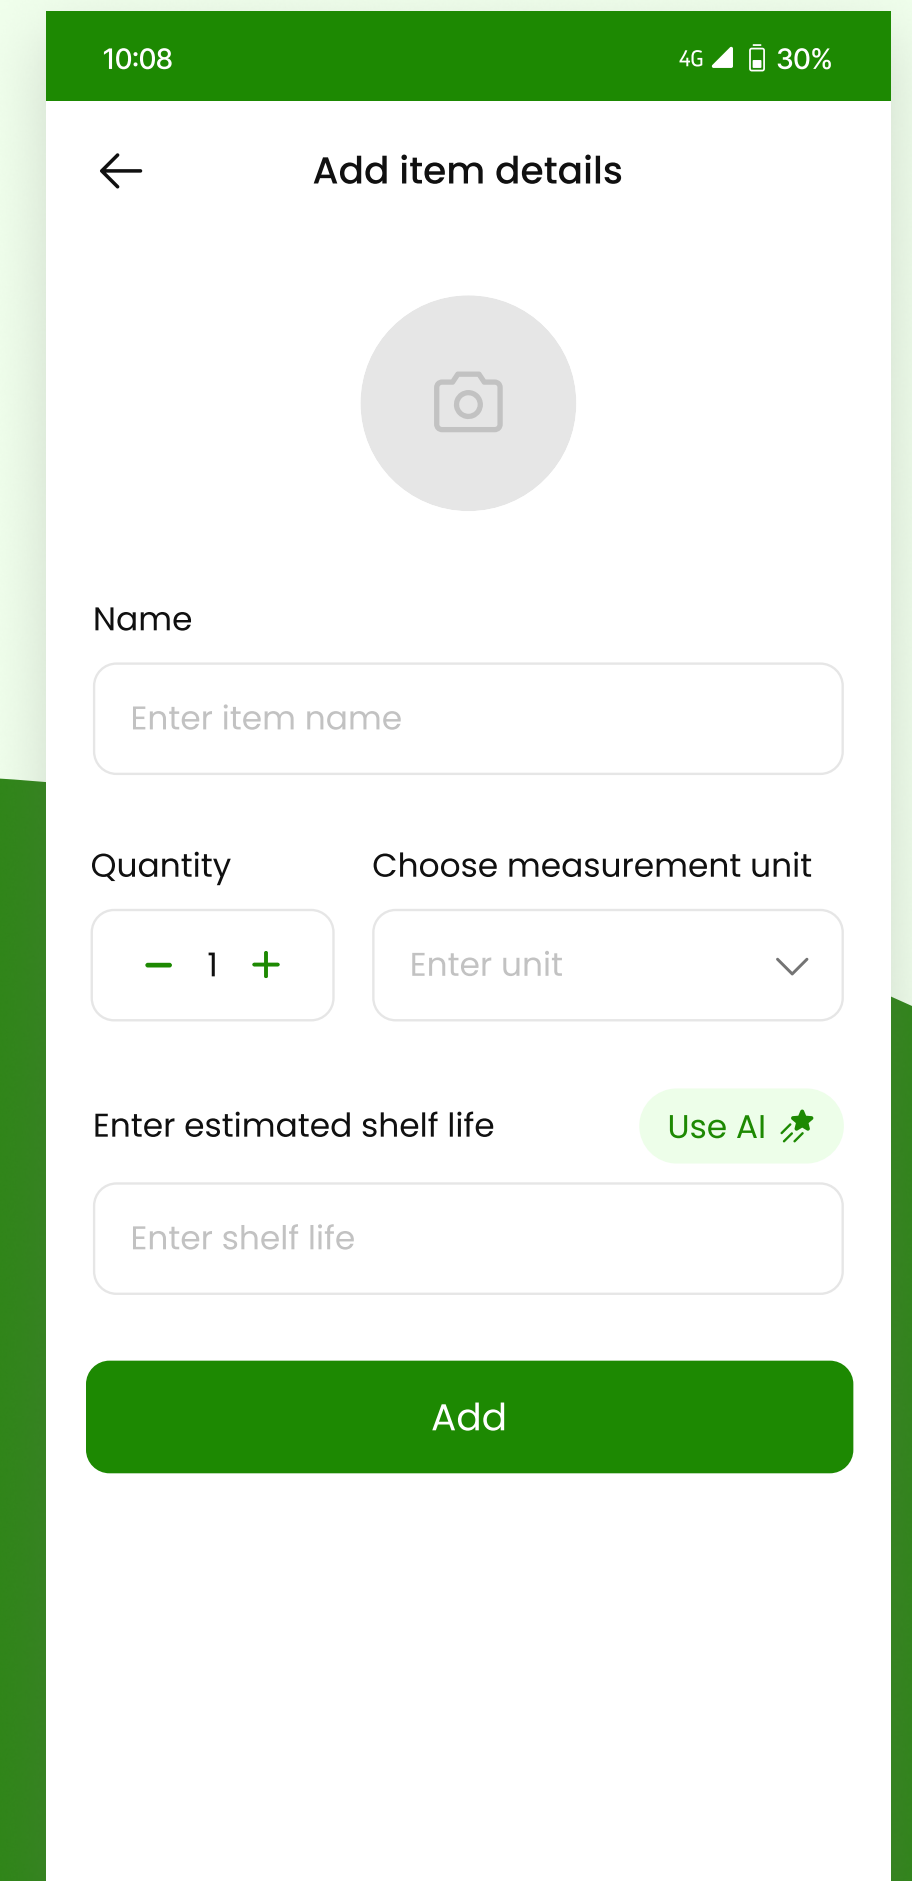 10:08 4G 30%
Add item details
Name
Enter item name
Quantity Choose measurement unit
1 Enter unit
Enter estimated shelf life Use AI
Enter shelf life
Add